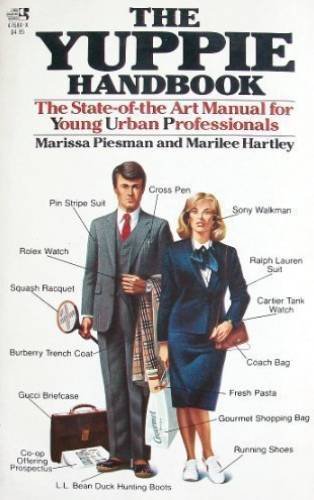 THE
YUPPIE
HANDBOOK
The State-of-the Art Manual for
Young Urban Professionals
Marissa Piesman and Marilee Hartley
Cross Pen
Pin Stripe Suit
Sony Walkman
Rolex Watch
Ralph Lauren
Suit
Squash Racquet
Cartier Tank
Watch
Burberry Trench Coat
Coach Bag
Gucci Briefcase
Fresh Pasta
Gourmet
Gourmet Shopping Bag
Co-op
Offering
Prospectus
Running Shoes
L.L. Bean Duck Hunting Boots